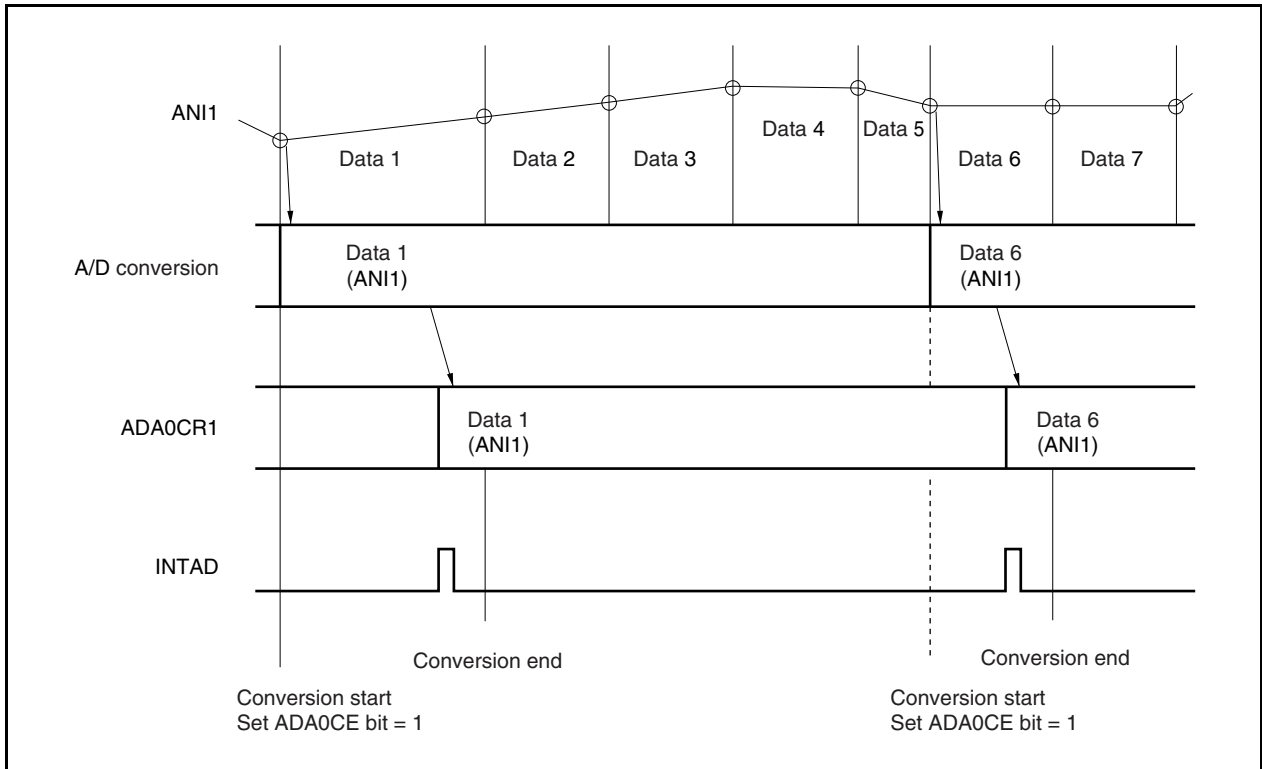 ANI1
Data 1
Data 2
Data 3
Data 4
Data 5
Data 6
Data 7
A/D conversion
Data 1
(ANI1)
Data 6
(ANI1)
ADA0CR1
Data 1
(ANI1)
Data 6
(ANI1)
INTAD
Conversion end
Conversion end
Conversion start
Set ADA0CE bit = 1
Conversion start
Set ADA0CE bit = 1